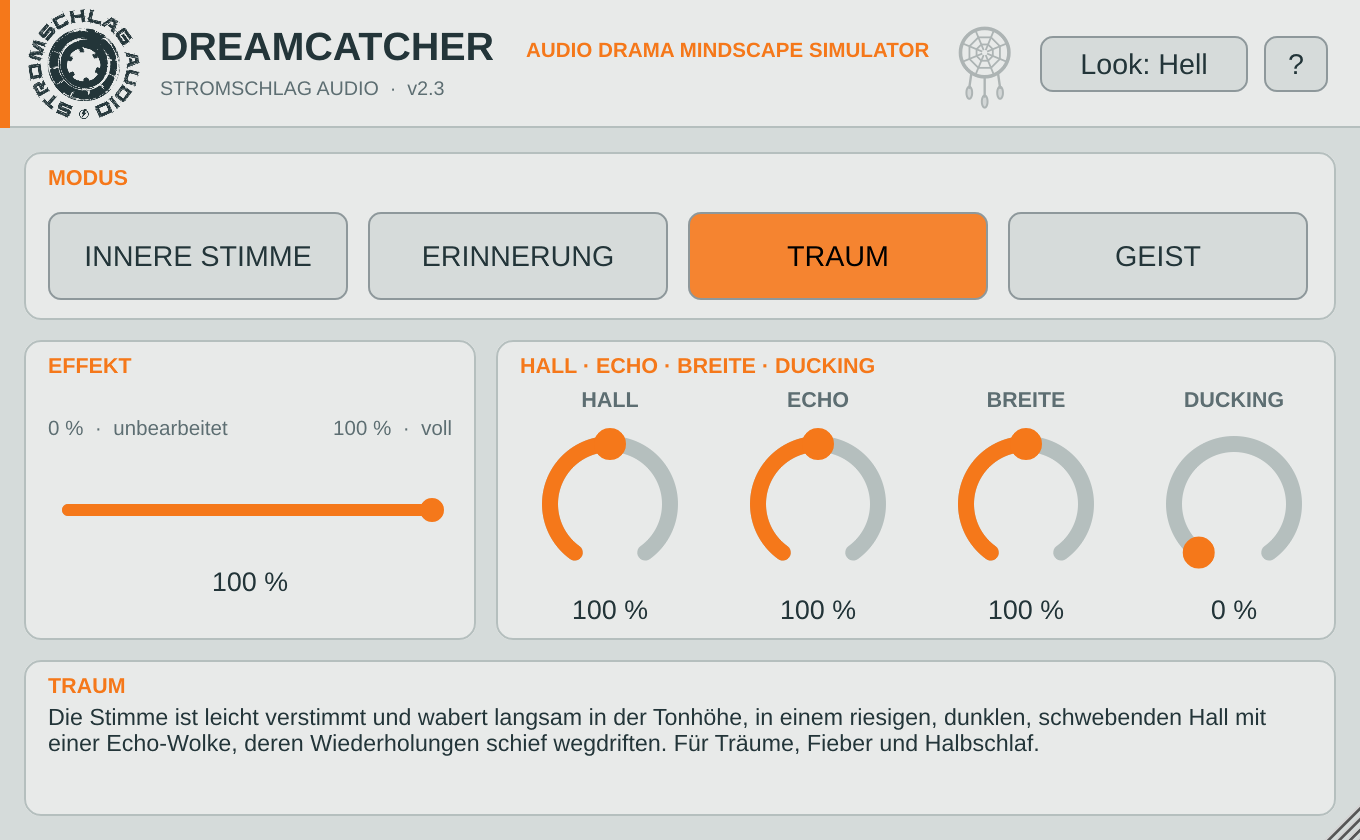 STROMSCHLAG AUDIO
DREAMCATCHER
AUDIO DRAMA MINDSCAPE SIMULATOR
STROMSCHLAG AUDIO · v2.3
Look: Hell
?
MODUS
INNERE STIMME
ERINNERUNG
TRAUM
GEIST
EFFEKT
0 % · unbearbeitet
100 % · voll
100 %
HALL · ECHO · BREITE · DUCKING
HALL
ECHO
BREITE
DUCKING
100 %
100 %
100 %
0 %
TRAUM
Die Stimme ist leicht verstimmt und wabert langsam in der Tonhöhe, in einem riesigen, dunklen, schwebenden Hall mit
einer Echo-Wolke, deren Wiederholungen schief wegdriften. Für Träume, Fieber und Halbschlaf.